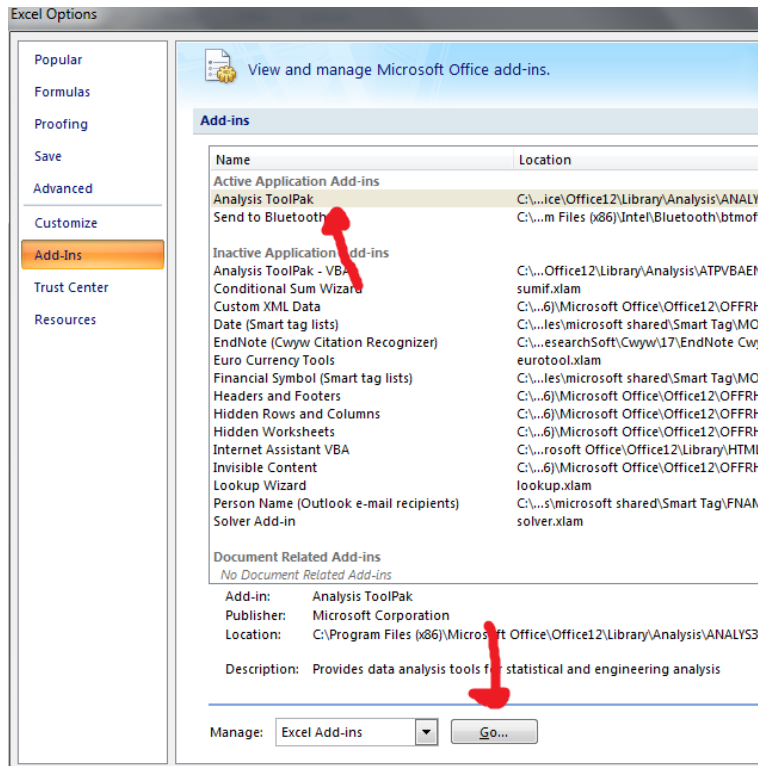 Excel Options
Popular
Formulas
Proofing
Save
Advanced
Customize
Add-Ins
Trust Center
Resources
View and manage Microsoft Office add-ins.
Add-ins
Name Location
Active Application Add-ins
Analysis ToolPak C:\...ice\Office12\Library\Analysis\ANALY
Send to Bluetooth C:\...m Files (x86)\Intel\Bluetooth\btmof
Inactive Application Add-ins
Analysis ToolPak - VBA C:\...Office12\Library\Analysis\ATPVBAEN
Conditional Sum Wizard sumif.xlam
Custom XML Data C:\...6)\Microsoft Office\Office12\OFFRH
Date (Smart tag lists) C:\...les\microsoft shared\Smart Tag\MO
EndNote (Cwyw Citation Recognizer) C:\...esearchSoft\Cwyw\17\EndNote Cwy
Euro Currency Tools eurotool.xlam
Financial Symbol (Smart tag lists) C:\...les\microsoft shared\Smart Tag\MO
Headers and Footers C:\...6)\Microsoft Office\Office12\OFFRH
Hidden Rows and Columns C:\...6)\Microsoft Office\Office12\OFFRH
Hidden Worksheets C:\...6)\Microsoft Office\Office12\OFFRH
Internet Assistant VBA C:\...rosoft Office\Office12\Library\HTML
Invisible Content C:\...6)\Microsoft Office\Office12\OFFRH
Lookup Wizard lookup.xlam
Person Name (Outlook e-mail recipients) C:\...s\microsoft shared\Smart Tag\FNAM
Solver Add-in solver.xlam
Document Related Add-ins
No Document Related Add-ins
Add-in: Analysis ToolPak
Publisher: Microsoft Corporation
Location: C:\Program Files (x86)\Microsoft Office\Office12\Library\Analysis\ANALYS3
Description: Provides data analysis tools for statistical and engineering analysis
Manage: Excel Add-ins Go...